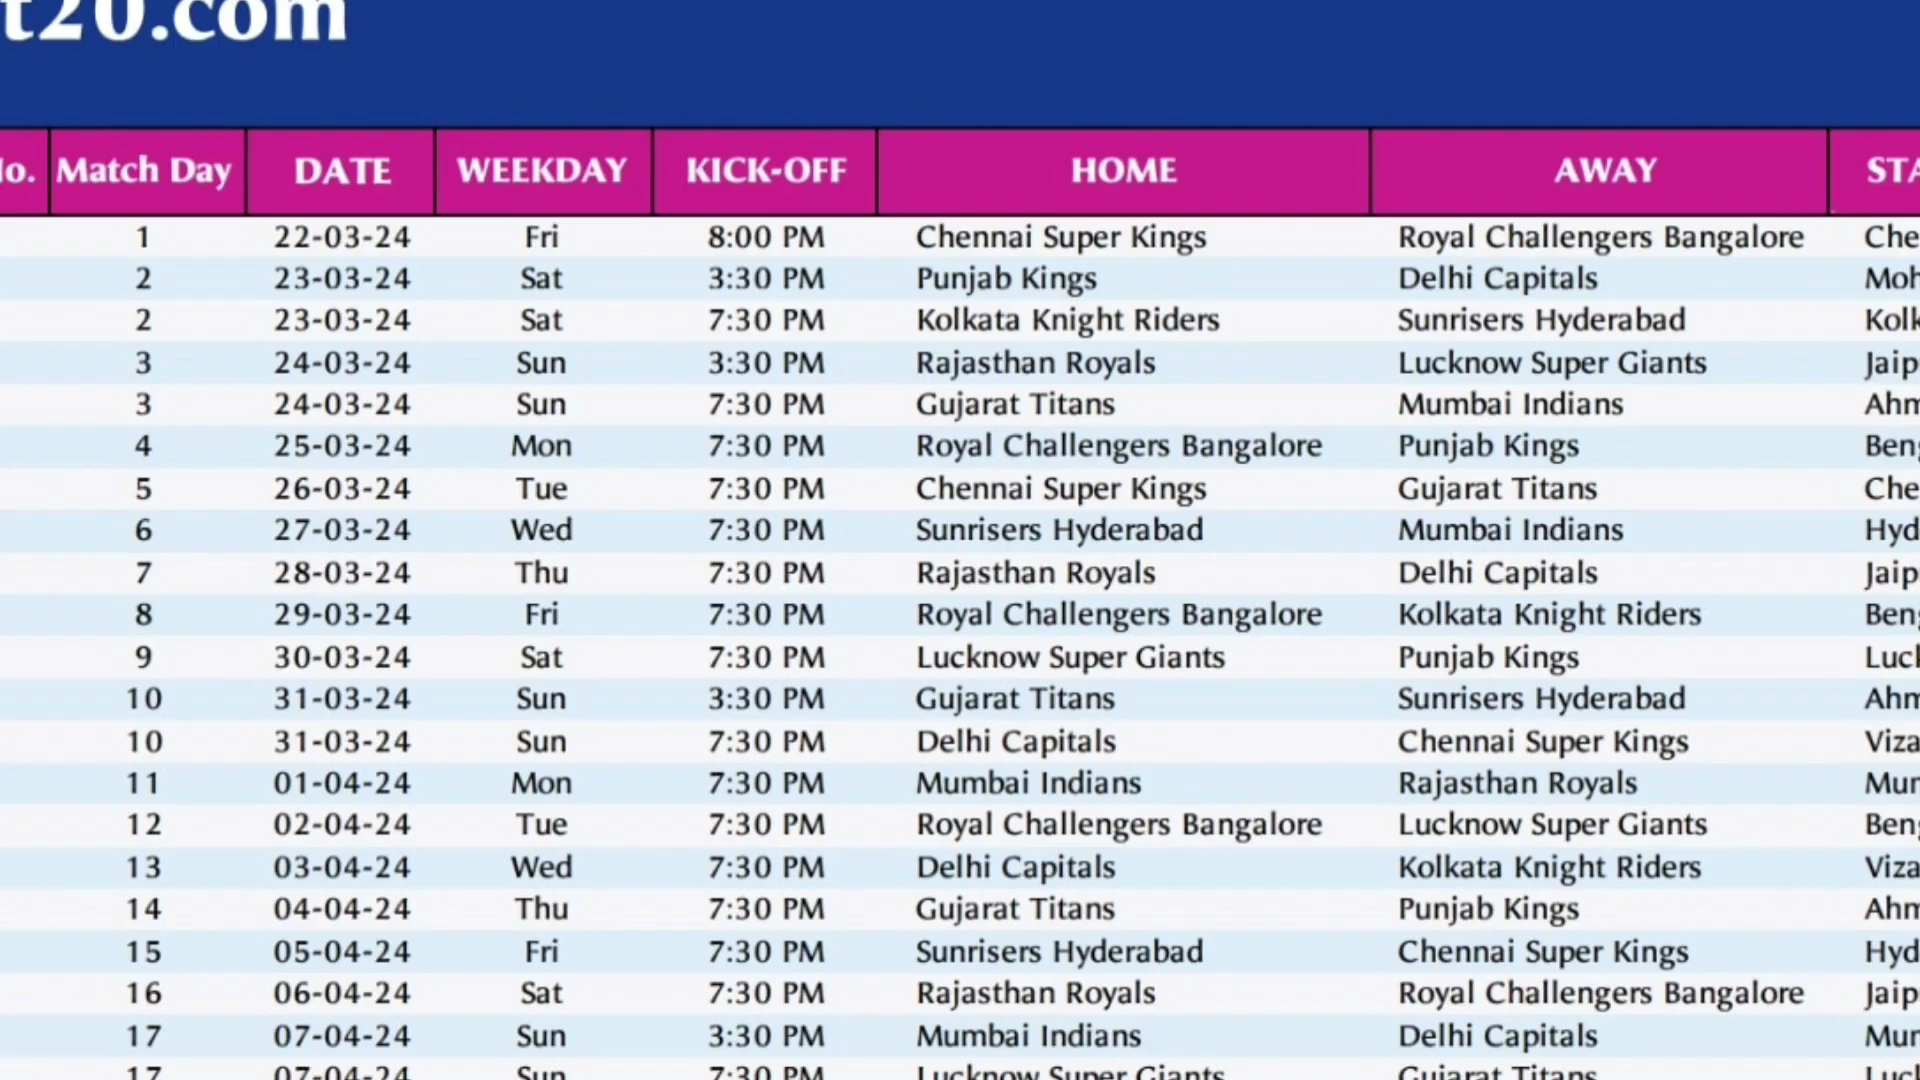 t20.com
No. Match Day DATE WEEKDAY KICK-OFF HOME AWAY STA
1 22-03-24 Fri 8:00 PM Chennai Super Kings Royal Challengers Bangalore Che
2 23-03-24 Sat 3:30 PM Punjab Kings Delhi Capitals Moh
2 23-03-24 Sat 7:30 PM Kolkata Knight Riders Sunrisers Hyderabad Kolk
3 24-03-24 Sun 3:30 PM Rajasthan Royals Lucknow Super Giants Jaip
3 24-03-24 Sun 7:30 PM Gujarat Titans Mumbai Indians Ahm
4 25-03-24 Mon 7:30 PM Royal Challengers Bangalore Punjab Kings Beng
5 26-03-24 Tue 7:30 PM Chennai Super Kings Gujarat Titans Che
6 27-03-24 Wed 7:30 PM Sunrisers Hyderabad Mumbai Indians Hyd
7 28-03-24 Thu 7:30 PM Rajasthan Royals Delhi Capitals Jaip
8 29-03-24 Fri 7:30 PM Royal Challengers Bangalore Kolkata Knight Riders Beng
9 30-03-24 Sat 7:30 PM Lucknow Super Giants Punjab Kings Luck
10 31-03-24 Sun 3:30 PM Gujarat Titans Sunrisers Hyderabad Ahm
10 31-03-24 Sun 7:30 PM Delhi Capitals Chennai Super Kings Viza
11 01-04-24 Mon 7:30 PM Mumbai Indians Rajasthan Royals Mum
12 02-04-24 Tue 7:30 PM Royal Challengers Bangalore Lucknow Super Giants Beng
13 03-04-24 Wed 7:30 PM Delhi Capitals Kolkata Knight Riders Viza
14 04-04-24 Thu 7:30 PM Gujarat Titans Punjab Kings Ahm
15 05-04-24 Fri 7:30 PM Sunrisers Hyderabad Chennai Super Kings Hyd
16 06-04-24 Sat 7:30 PM Rajasthan Royals Royal Challengers Bangalore Jaip
17 07-04-24 Sun 3:30 PM Mumbai Indians Delhi Capitals Mum
17 07-04-24 Sun 7:30 PM Lucknow Super Giants Gujarat Titans Luck